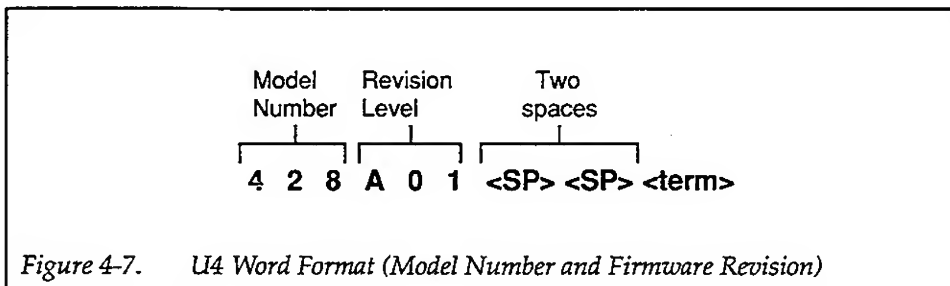 Model Revision Two
Number Level spaces
4 2 8 A 0 1 <SP> <SP> <term>
Figure 4-7. U4 Word Format (Model Number and Firmware Revision)